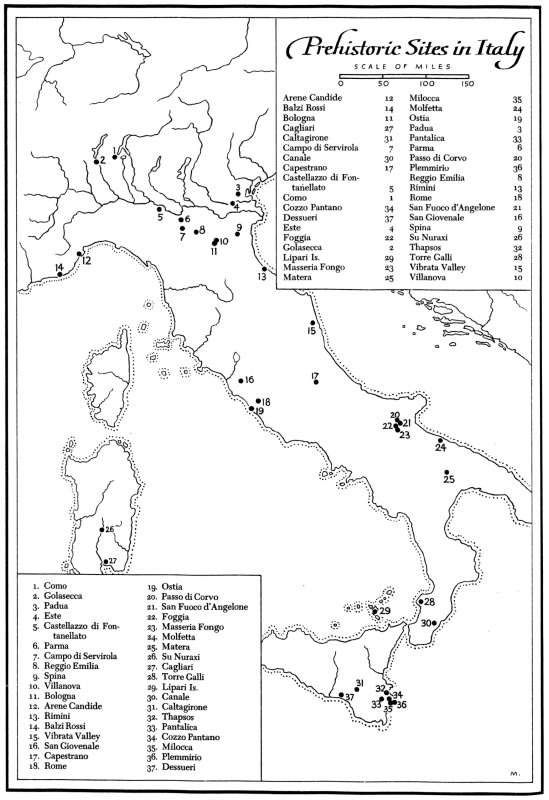 Prehistoric Sites in Italy
SCALE OF MILES
0 50 100 150
Arene Candide 12
Balzi Rossi 14
Bologna 11
Cagliari 27
Caltagirone 31
Campo di Servirola 7
Canale 30
Capestrano 17
Castellazzo di Fon-
tanellato 5
Como 1
Cozzo Pantano 34
Dessueri 37
Este 4
Foggia 22
Golasecca 2
Lipari Is. 29
Masseria Fongo 23
Matera 25
Milocca 35
Molfetta 24
Ostia 19
Padua 3
Pantalica 33
Parma 6
Passo di Corvo 20
Plemmirio 36
Reggio Emilia 8
Rimini 13
Rome 18
San Fuoco d'Angelone 21
San Giovenale 16
Spina 9
Su Nuraxi 26
Thapsos 32
Torre Galli 28
Vibrata Valley 15
Villanova 10
1
2
3
4
5
6
7
8
9
10
11
12
13
14
15
16
17
18
19
20
21
22
23
24
25
26
27
28
29
30
31
32
34
37
33
35
36
1. Como
2. Golasecca
3. Padua
4. Este
5. Castellazzo di Fon-
tanellato
6. Parma
7. Campo di Servirola
8. Reggio Emilia
9. Spina
10. Villanova
11. Bologna
12. Arene Candide
13. Rimini
14. Balzi Rossi
15. Vibrata Valley
16. San Giovenale
17. Capestrano
18. Rome
19. Ostia
20. Passo di Corvo
21. San Fuoco d'Angelone
22. Foggia
23. Masseria Fongo
24. Molfetta
25. Matera
26. Su Nuraxi
27. Cagliari
28. Torre Galli
29. Lipari Is.
30. Canale
31. Caltagirone
32. Thapsos
33. Pantalica
34. Cozzo Pantano
35. Milocca
36. Plemmirio
37. Dessueri
M.